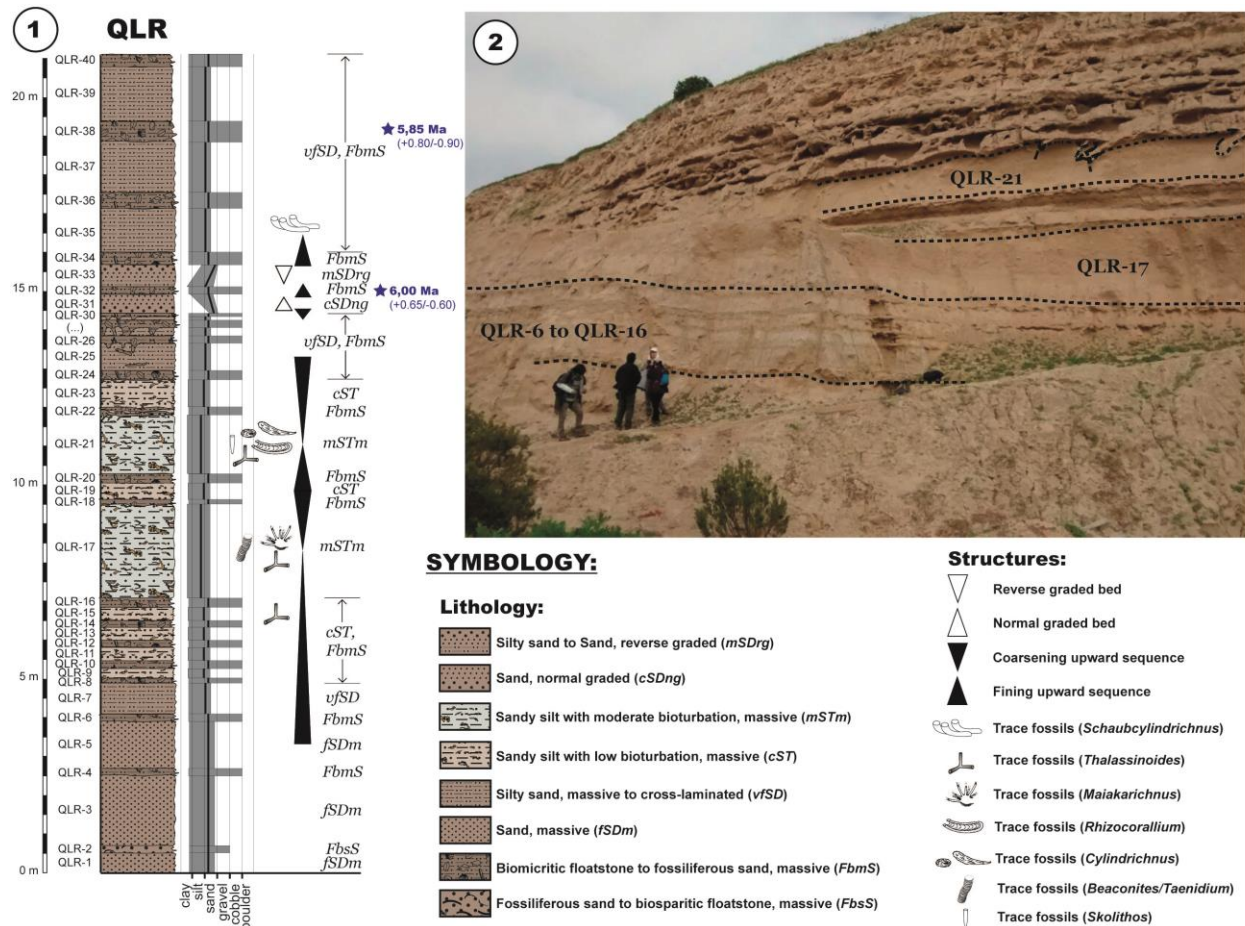 1
QLR
QLR-40
20 m
QLR-39
QLR-38
QLR-37
QLR-36
QLR-35
QLR-34
QLR-33
15 m
QLR-32
QLR-31
QLR-30
(...)
QLR-26
QLR-25
QLR-24
QLR-23
QLR-22
QLR-21
QLR-20
10 m
QLR-19
QLR-18
QLR-17
QLR-16
QLR-15
QLR-14
QLR-13
QLR-12
QLR-11
QLR-10
QLR-9
5 m
QLR-8
QLR-7
QLR-6
QLR-5
QLR-4
QLR-3
QLR-2
QLR-1
0 m
clay
silt
sand
gravel
cobble
boulder
vfSD, FbmS
5,85 Ma
(+0.80/-0.90)
FbmS
mSDrg
FbmS
6,00 Ma
(+0.65/-0.60)
cSDng
vfSD, FbmS
cST
FbmS
mSTm
FbmS
cST
FbmS
mSTm
cST,
FbmS
vfSD
FbmS
fSDm
FbmS
fSDm
FbsS
fSDm
2
QLR-21
QLR-17
QLR-6 to QLR-16
SYMBOLOGY:
Lithology:
Silty sand to Sand, reverse graded (mSDrg)
Sand, normal graded (cSDng)
Sandy silt with moderate bioturbation, massive (mSTm)
Sandy silt with low bioturbation, massive (cST)
Silty sand, massive to cross-laminated (vfSD)
Sand, massive (fSDm)
Biomicritic floatstone to fossiliferous sand, massive (FbmS)
Fossiliferous sand to biosparitic floatstone, massive (FbsS)
Structures:
Reverse graded bed
Normal graded bed
Coarsening upward sequence
Fining upward sequence
Trace fossils (Schaubcylindrichnus)
Trace fossils (Thalassinoides)
Trace fossils (Maiakarichnus)
Trace fossils (Rhizocorallium)
Trace fossils (Cylindrichnus)
Trace fossils (Beaconites/Taenidium)
Trace fossils (Skolithos)